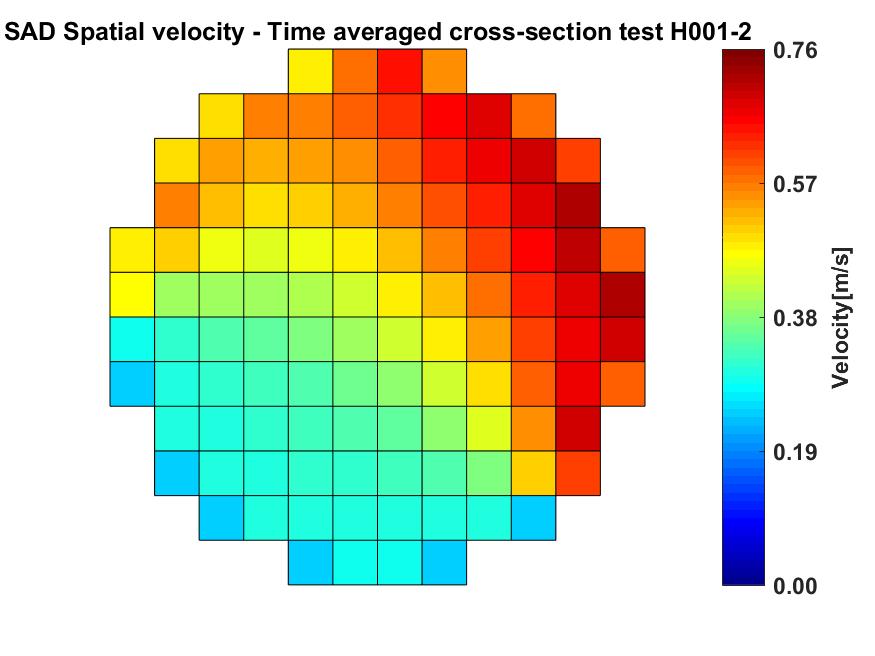 SAD Spatial velocity - Time averaged cross-section test H001-2
0.76
0.57
0.38
0.19
0.00
Velocity[m/s]